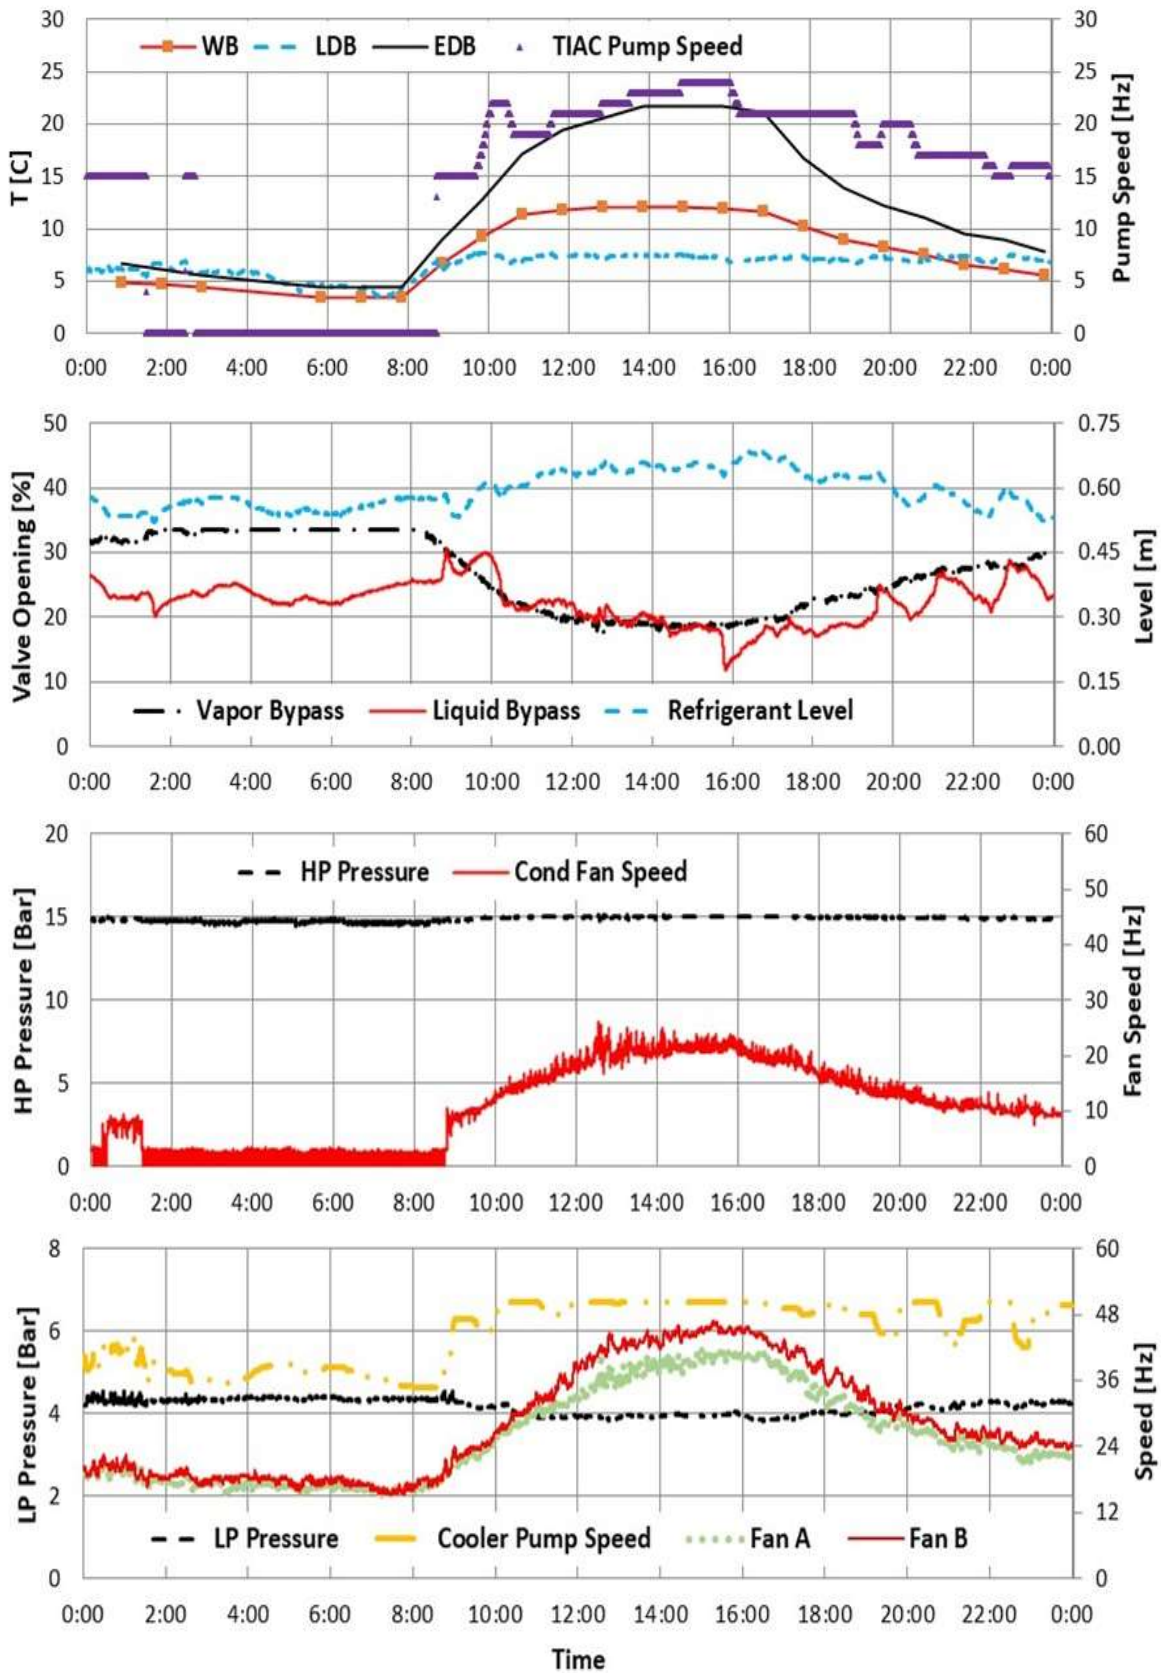 30 30
WB LDB EDB TIAC Pump Speed
25 25
20 20
15 15
10 10
5 5
0 0
T [C]
Pump Speed [Hz]
0:00 2:00 4:00 6:00 8:00 10:00 12:00 14:00 16:00 18:00 20:00 22:00 0:00
50 0.75
40 0.60
30 0.45
20 0.30
10 0.15
Vapor Bypass Liquid Bypass Refrigerant Level
0 0.00
Valve Opening [%]
Level [m]
0:00 2:00 4:00 6:00 8:00 10:00 12:00 14:00 16:00 18:00 20:00 22:00 0:00
20 60
HP Pressure Cond Fan Speed
50
15
40
10 30
20
5
10
0 0
HP Pressure [Bar]
Fan Speed [Hz]
0:00 2:00 4:00 6:00 8:00 10:00 12:00 14:00 16:00 18:00 20:00 22:00 0:00
8 60
48
6
36
4
24
2
12
LP Pressure Cooler Pump Speed Fan A Fan B
0 0
LP Pressure [Bar]
Speed [Hz]
0:00 2:00 4:00 6:00 8:00 10:00 12:00 14:00 16:00 18:00 20:00 22:00 0:00
Time